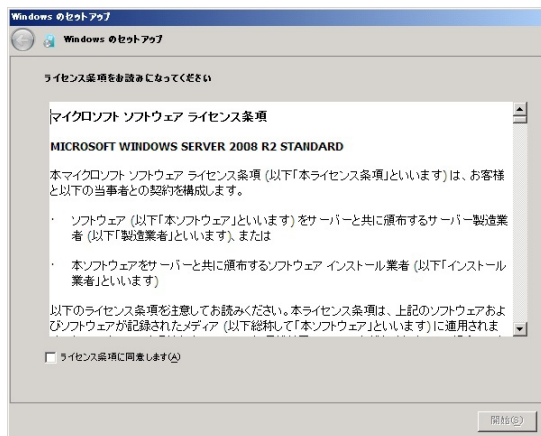 Windows のセットアップ
Windows のセットアップ
ライセンス条項をお読みになってください
マイクロソフト ソフトウェア ライセンス条項
MICROSOFT WINDOWS SERVER 2008 R2 STANDARD
本マイクロソフト ソフトウェア ライセンス条項 (以下「本ライセンス条項」といいます) は、お客様
と以下の当事者との契約を構成します。
· ソフトウェア (以下「本ソフトウェア」といいます) をサーバーと共に頒布するサーバー製造業
者 (以下「製造業者」といいます)、または
· 本ソフトウェアをサーバーと共に頒布するソフトウェア インストール業者 (以下「インストール
業者」といいます)
以下のライセンス条項を注意してお読みください。本ライセンス条項は、上記のソフトウェアおよ
びソフトウェアが記録されたメディア (以下総称して「本ソフトウェア」といいます) に適用されま
ライセンス条項に同意します(A)
開始(S)